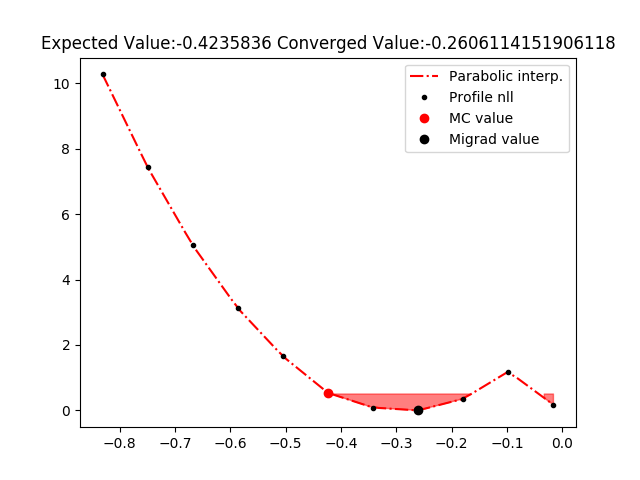 Expected Value:-0.4235836 Converged Value:-0.2606114151906118
Parabolic interp.
Profile nll
MC value
Migrad value
10
8
6
4
2
0
−0.8 −0.7 −0.6 −0.5 −0.4 −0.3 −0.2 −0.1 0.0